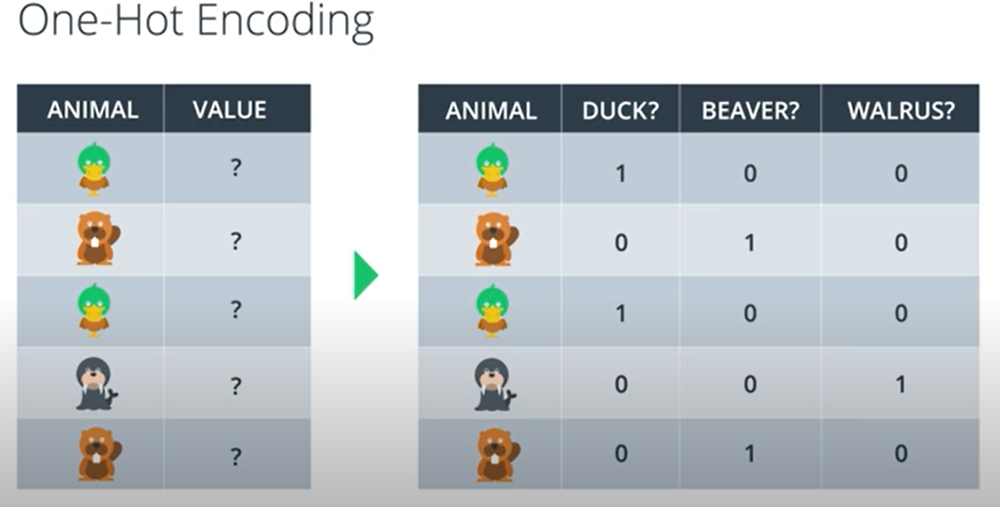 One-Hot Encoding
ANIMAL VALUE
?
?
?
?
?
ANIMAL DUCK? BEAVER? WALRUS?
1 0 0
0 1 0
1 0 0
0 0 1
0 1 0